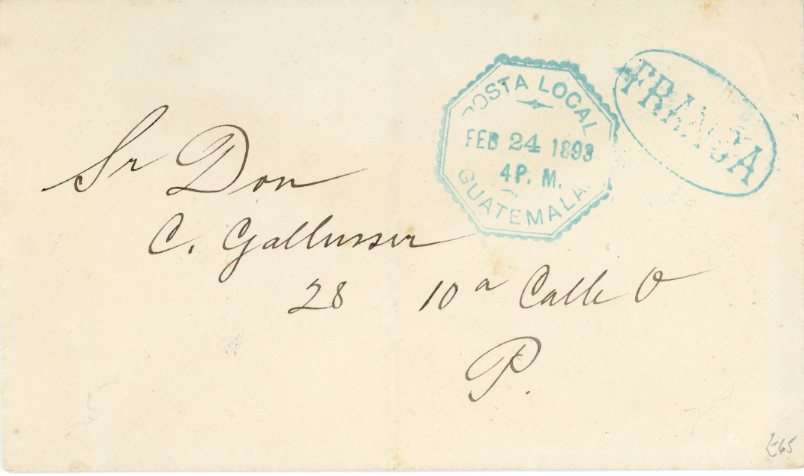 POSTA LOCAL
FEB 24 1893
4 P. M.
GUATEMALA
FRANCA
Sr Don
C. Gallusser
28 10a Calle O
P.